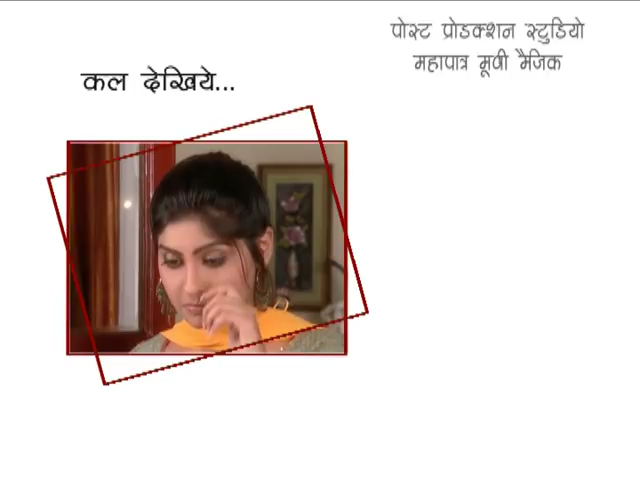 पोस्ट प्रोडक्शन स्टुडियो
महापात्र मूवी मैजिक
कल देखिये...